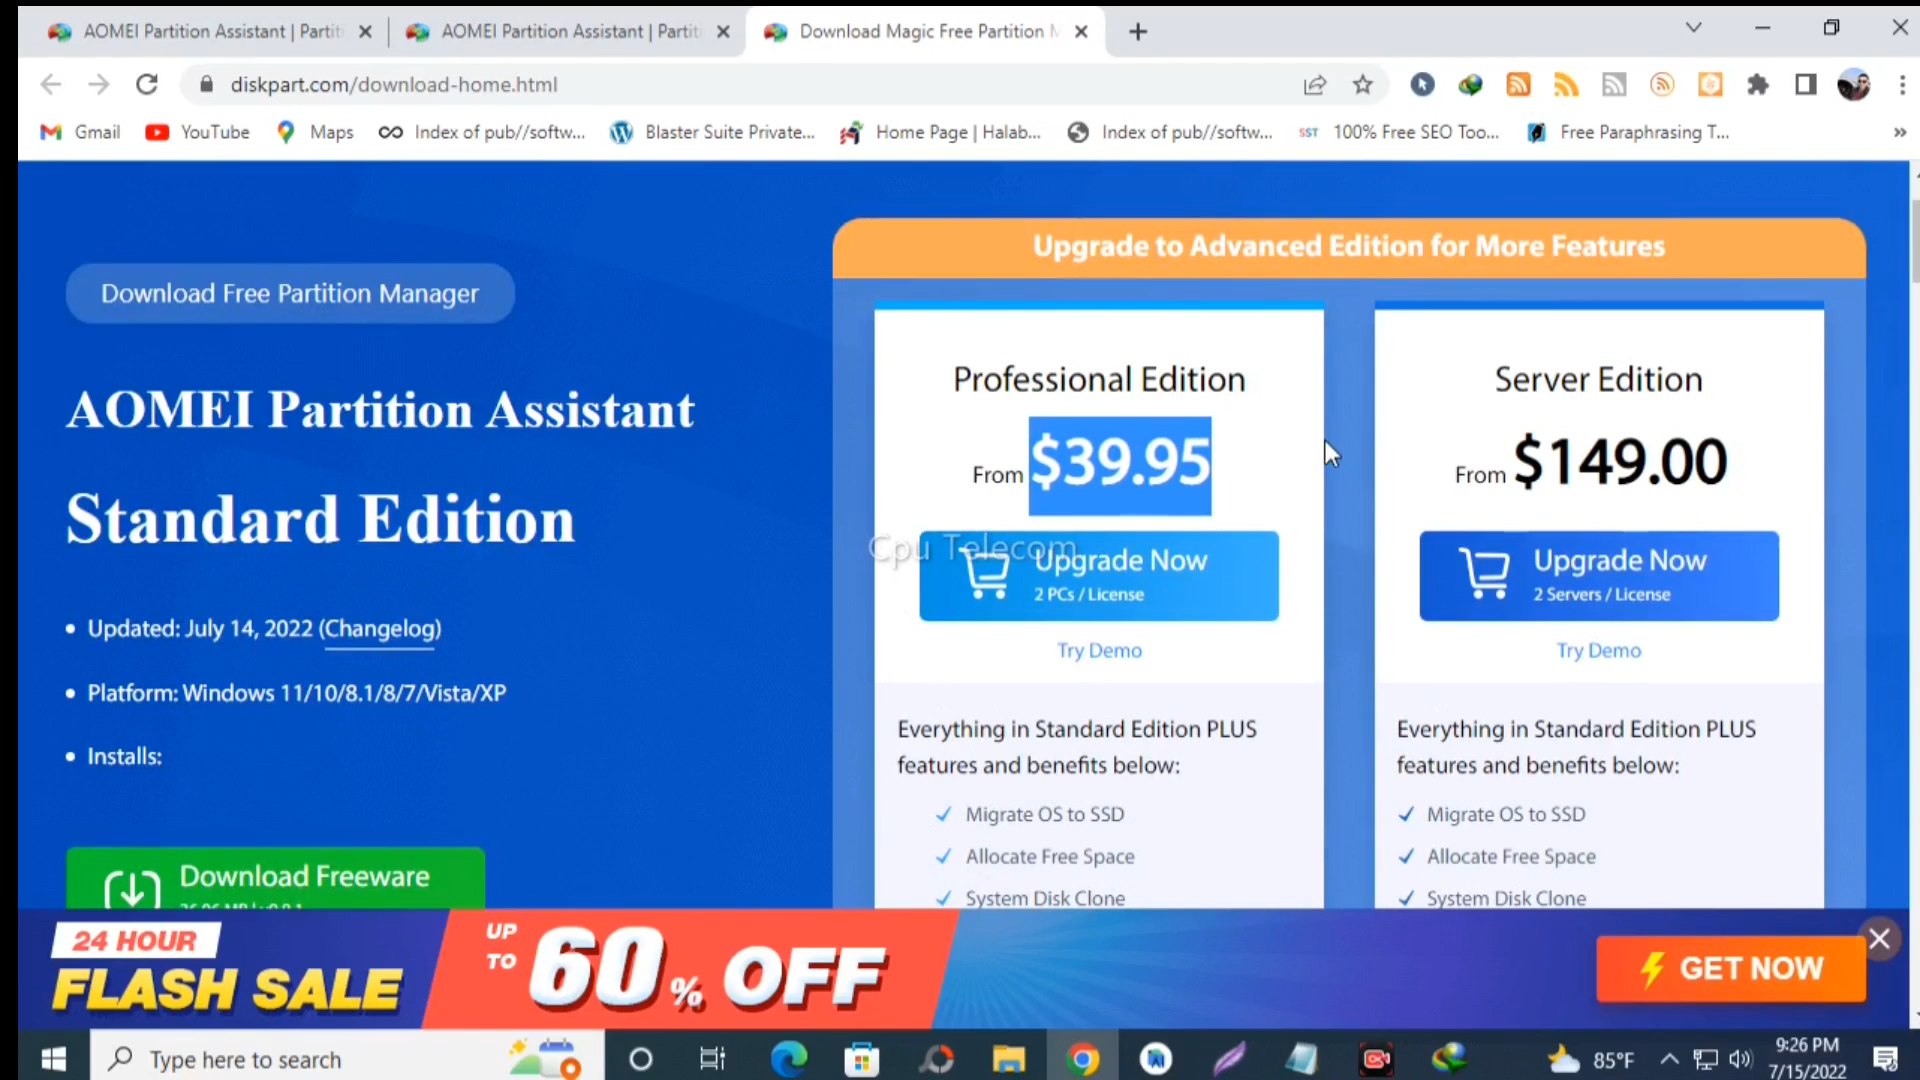 AOMEI Partition Assistant | Partiti
AOMEI Partition Assistant | Partiti
Download Magic Free Partition M
diskpart.com/download-home.html
Gmail
YouTube
Maps
Index of pub//softw...
Blaster Suite Private...
Home Page | Halab...
Index of pub//softw...
SST
100% Free SEO Too...
Free Paraphrasing T...
»
Download Free Partition Manager
AOMEI Partition Assistant
Standard Edition
• Updated: July 14, 2022 (Changelog)
• Platform: Windows 11/10/8.1/8/7/Vista/XP
• Installs:
Download Freeware
Upgrade to Advanced Edition for More Features
Professional Edition
From $39.95
Cpu Telecom
Upgrade Now
2 PCs / License
Try Demo
Everything in Standard Edition PLUS
features and benefits below:
Migrate OS to SSD
Allocate Free Space
System Disk Clone
Server Edition
From $149.00
Upgrade Now
2 Servers / License
Try Demo
Everything in Standard Edition PLUS
features and benefits below:
Migrate OS to SSD
Allocate Free Space
System Disk Clone
24 HOUR
FLASH SALE
UP
TO
60% OFF
GET NOW
Type here to search
85°F
9:26 PM
7/15/2022